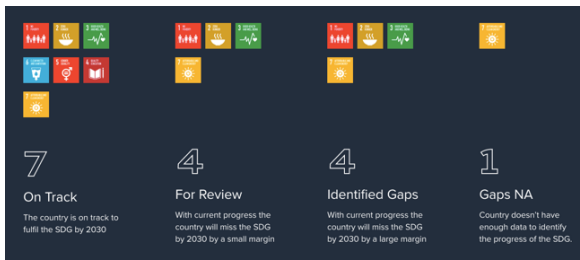 7
On Track
The country is on track to
fulfil the SDG by 2030
4
For Review
With current progress the
country will miss the SDG
by 2030 by a small margin
4
Identified Gaps
With current progress the
country will miss the SDG
by 2030 by a large margin
1
Gaps NA
Country doesn't have
enough data to identify
the progress of the SDG.